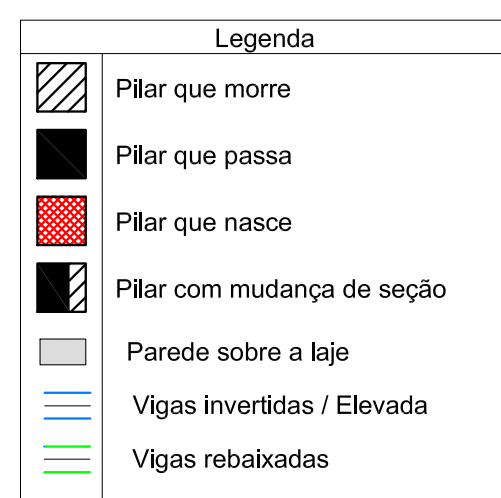 Legenda
Pilar que morre
Pilar que passa
Pilar que nasce
Pilar com mudança de seção
Parede sobre a laje
Vigas invertidas / Elevada
Vigas rebaixadas